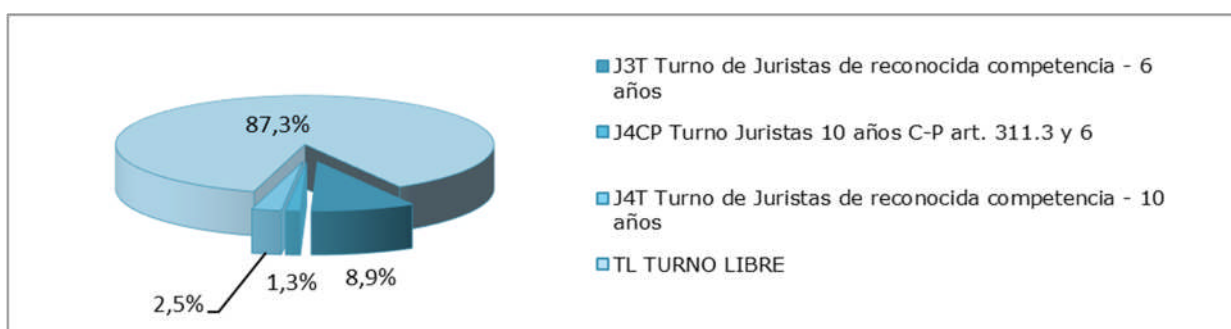 87,3%
2,5%
1,3%
8,9%
J3T Turno de Juristas de reconocida competencia - 6
años
J4CP Turno Juristas 10 años C-P art. 311.3 y 6
J4T Turno de Juristas de reconocida competencia - 10
años
TL TURNO LIBRE